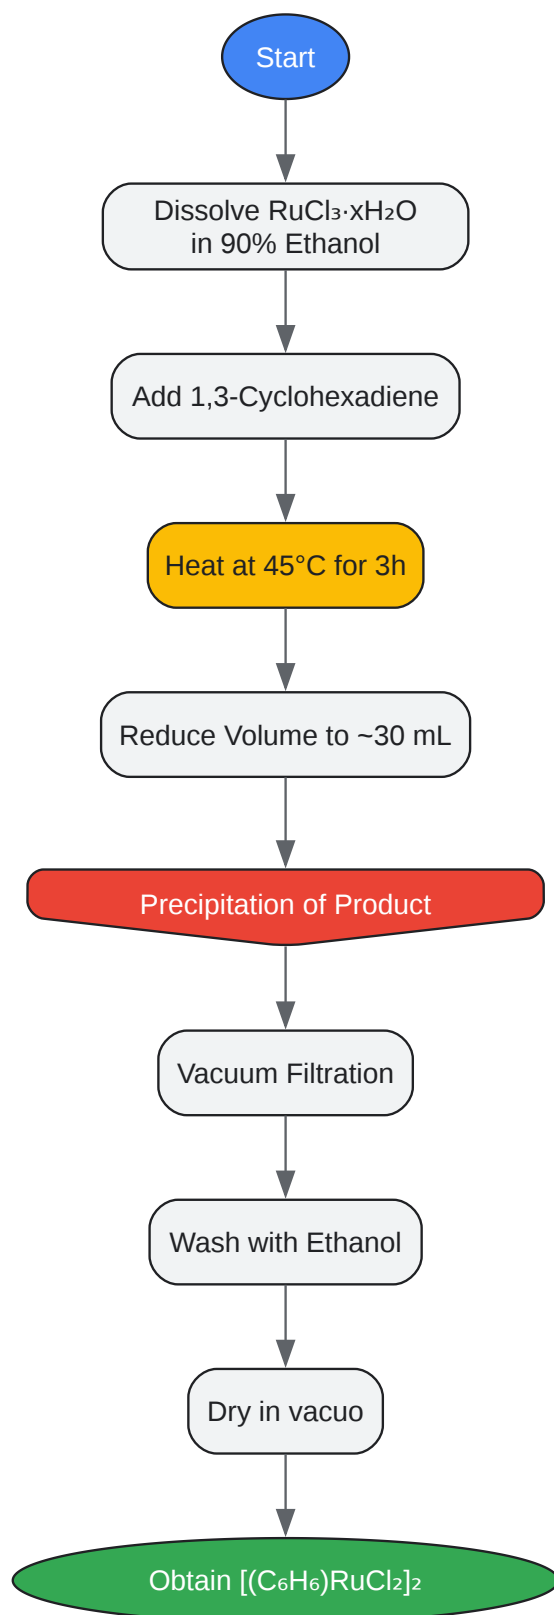 Start
Dissolve RuCl₃·xH₂O
in 90% Ethanol
Add 1,3-Cyclohexadiene
Heat at 45°C for 3h
Reduce Volume to ~30 mL
Precipitation of Product
Vacuum Filtration
Wash with Ethanol
Dry in vacuo
Obtain [(C₆H₆)RuCl₂]₂